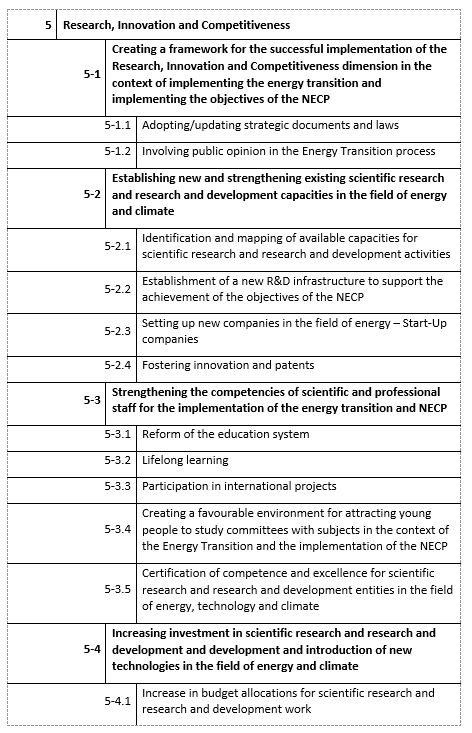 5 Research, Innovation and Competitiveness
5-1 Creating a framework for the successful implementation of the
Research, Innovation and Competitiveness dimension in the
context of implementing the energy transition and
implementing the objectives of the NECP
5-1.1 Adopting/updating strategic documents and laws
5-1.2 Involving public opinion in the Energy Transition process
5-2 Establishing new and strengthening existing scientific research
and research and development capacities in the field of energy
and climate
5-2.1 Identification and mapping of available capacities for
scientific research and research and development activities
5-2.2 Establishment of a new R&D infrastructure to support the
achievement of the objectives of the NECP
5-2.3 Setting up new companies in the field of energy – Start-Up
companies
5-2.4 Fostering innovation and patents
5-3 Strengthening the competencies of scientific and professional
staff for the implementation of the energy transition and NECP
5-3.1 Reform of the education system
5-3.2 Lifelong learning
5-3.3 Participation in international projects
5-3.4 Creating a favourable environment for attracting young
people to study committees with subjects in the context of
the Energy Transition and the implementation of the NECP
5-3.5 Certification of competence and excellence for scientific
research and research and development entities in the field
of energy, technology and climate
5-4 Increasing investment in scientific research and research and
development and development and introduction of new
technologies in the field of energy and climate
5-4.1 Increase in budget allocations for scientific research and
research and development work